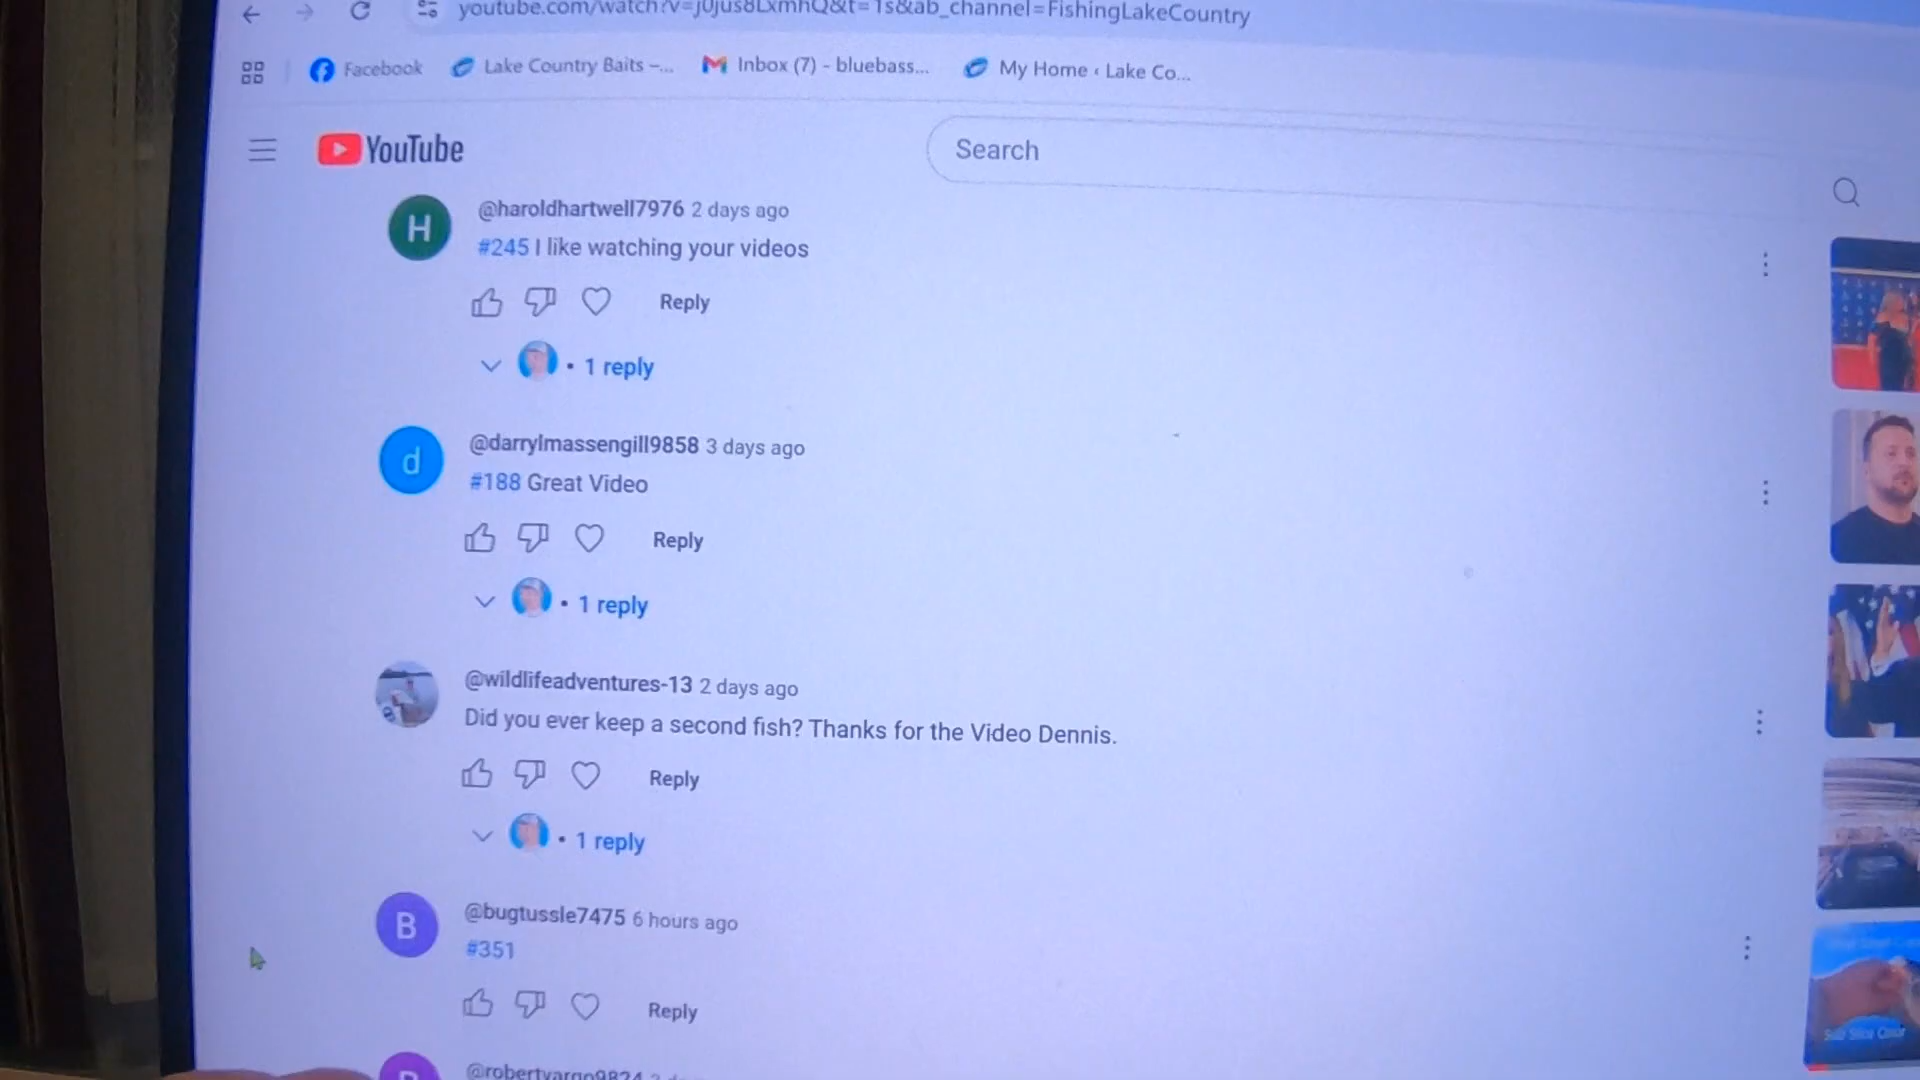 youtube.com/watch?v=j0jus8LxmhQ&t=1s&ab_channel=FishingLakeCountry
Facebook
Lake Country Baits –...
Inbox (7) - bluebass...
My Home ‹ Lake Co...
YouTube
Search
H
@haroldhartwell7976 2 days ago
#245 I like watching your videos
Reply
• 1 reply
d
@darrylmassengill9858 3 days ago
#188 Great Video
Reply
• 1 reply
@wildlifeadventures-13 2 days ago
Did you ever keep a second fish? Thanks for the Video Dennis.
Reply
• 1 reply
B
@bugtussle7475 6 hours ago
#351
Reply